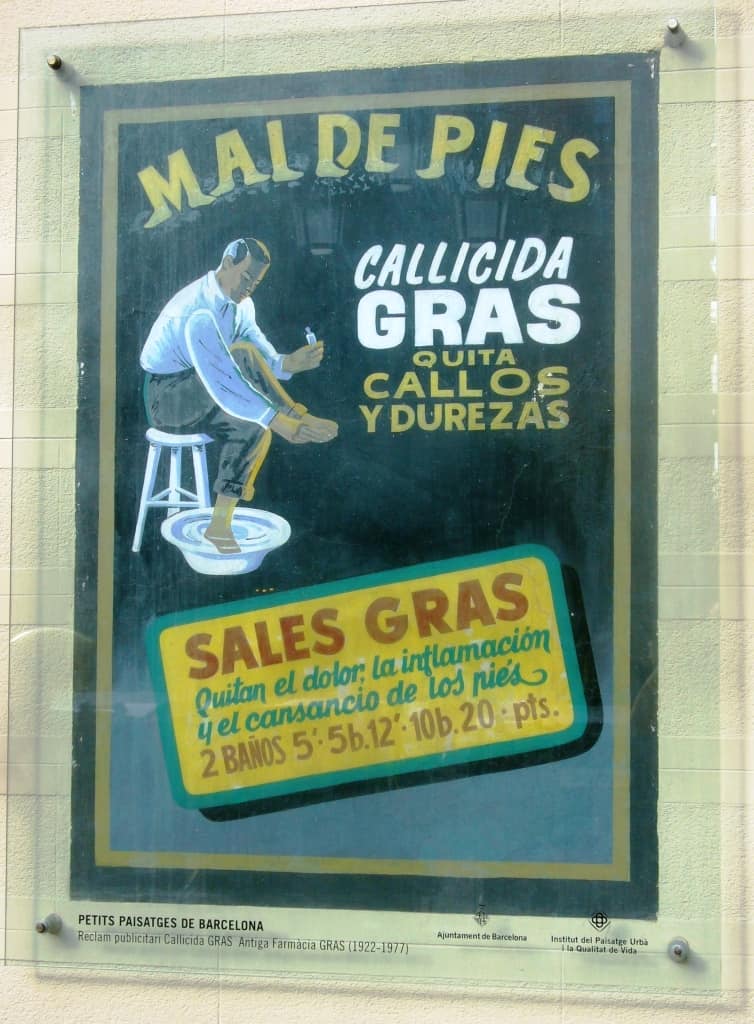 MAL DE PIES
CALLICIDA
GRAS
QUITA
CALLOS
Y DUREZAS
SALES GRAS
Quitan el dolor; la inflamación
y el cansancio de los piés
2 BAÑOS 5'· 5b.12'· 10b.20· pts.
PETITS PAISATGES DE BARCELONA
Reclam publicitari Callicida GRAS Antiga Farmàcia GRAS (1922-1977)
Ajuntament de Barcelona
Institut del Paisatge Urbà
i la Qualitat de Vida